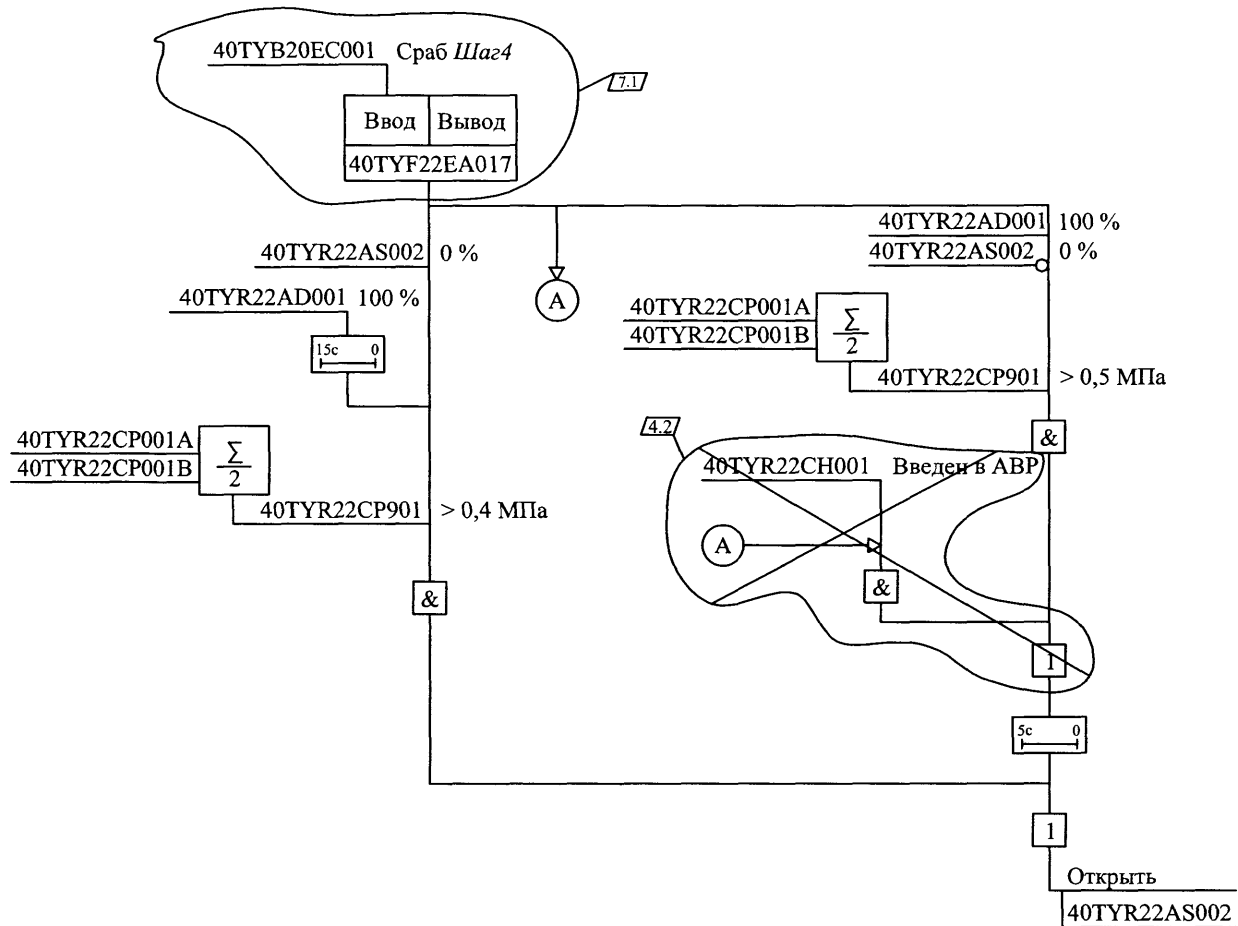 40TYB20EC001 Сраб Шаг4
7.1
Ввод Вывод
40TYF22EA017
40TYR22AD001 100 %
40TYR22AS002 0 %
40TYR22AS002 0 %
A
40TYR22AD001 100 %
15с 0
40TYR22CP001A
40TYR22CP001B
Σ
2
40TYR22CP901 > 0,5 МПа
&
4.2
40TYR22CP001A
40TYR22CP001B
Σ
2
40TYR22CP901 > 0,4 МПа
40TYR22CH001 Введен в АВР
A
&
&
1
5с 0
1
Открыть
40TYR22AS002